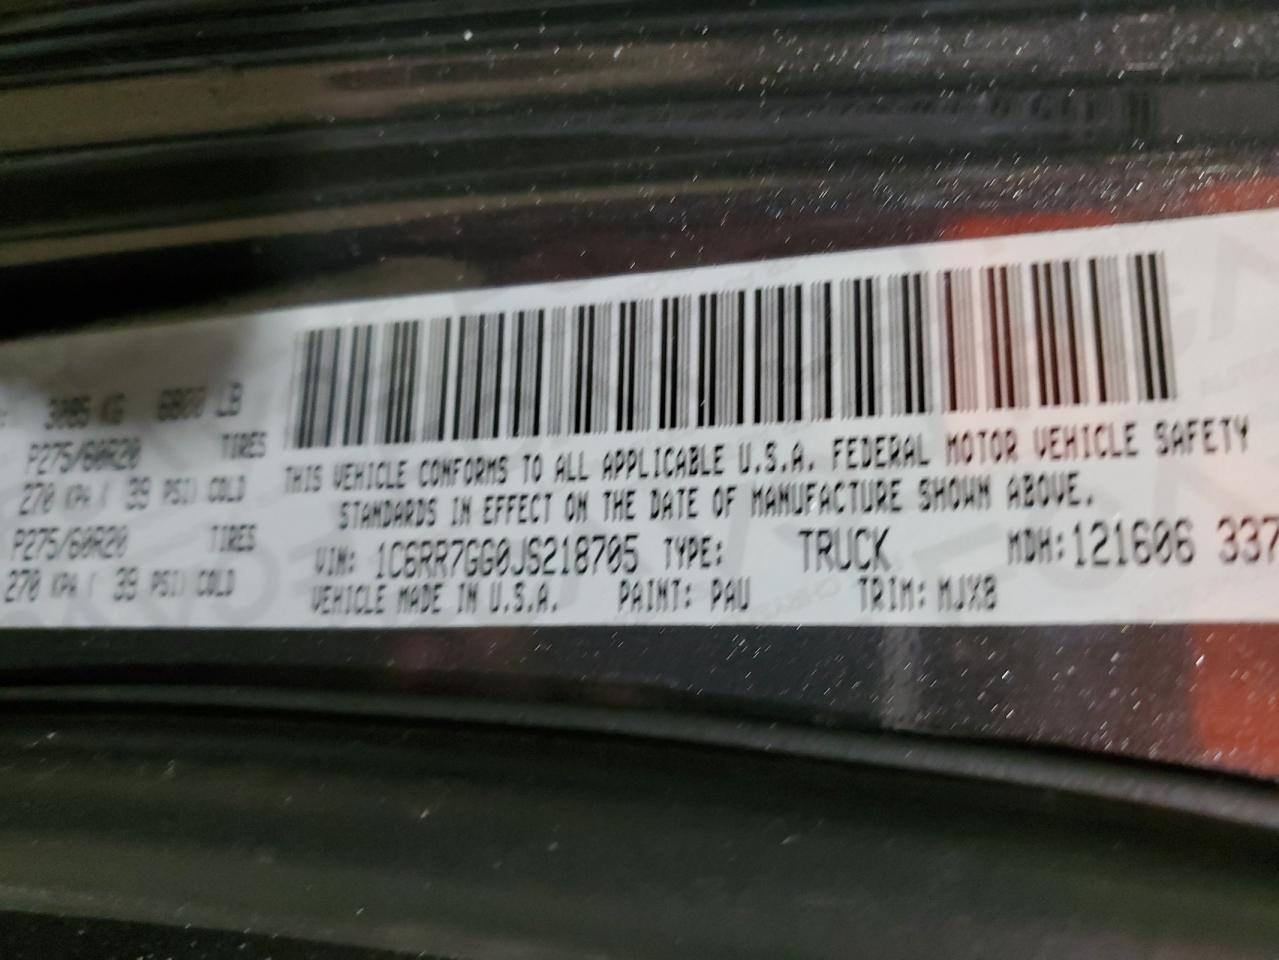 3085 KG 6800 LB
P275/60R20 TIRES
270 KPA ( 39 PSI) COLD
P275/60R20 TIRES
270 KPA ( 39 PSI) COLD
THIS VEHICLE CONFORMS TO ALL APPLICABLE U.S.A. FEDERAL MOTOR VEHICLE SAFETY
STANDARDS IN EFFECT ON THE DATE OF MANUFACTURE SHOWN ABOVE.
VIN: 1C6RR7GG0JS218705 TYPE: TRUCK MDH:121606 337
VEHICLE MADE IN U.S.A. PAINT: PAU TRIM: MJX8